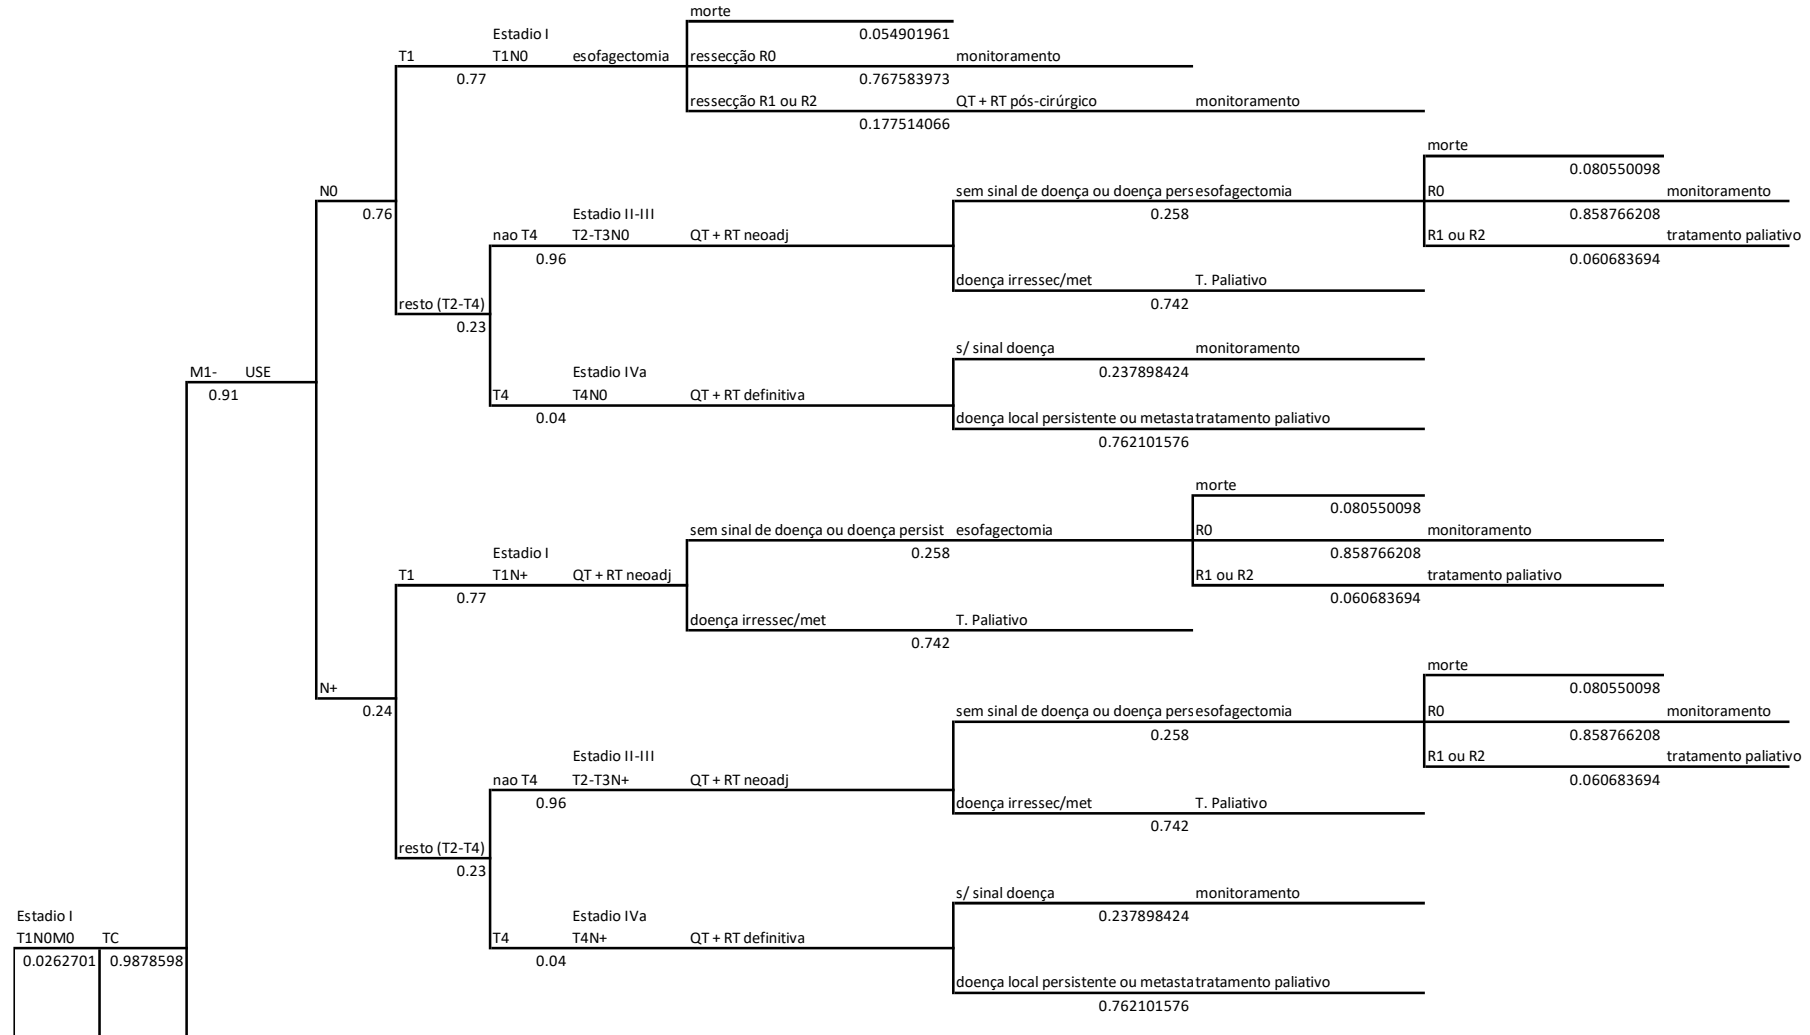 morte
0.054901961
Estadio I
T1 T1N0 esofagectomia ressecção R0 monitoramento
0.77 0.767583973
ressecção R1 ou R2 QT + RT pós-cirúrgico monitoramento
0.177514066
morte
0.080550098
N0 sem sinal de doença ou doença pers esofagectomia R0 monitoramento
0.76 0.258 0.858766208
Estadio II-III
nao T4 T2-T3N0 QT + RT neoadj R1 ou R2 tratamento paliativo
0.96 0.060683694
doença irressec/met T. Paliativo
resto (T2-T4) 0.742
0.23
s/ sinal doença monitoramento
M1- USE Estadio IVa 0.237898424
0.91 T4 T4N0 QT + RT definitiva
0.04 doença local persistente ou metasta tratamento paliativo
0.762101576
morte
0.080550098
sem sinal de doença ou doença persist esofagectomia R0 monitoramento
Estadio I 0.258 0.858766208
T1 T1N+ QT + RT neoadj R1 ou R2 tratamento paliativo
0.77 0.060683694
doença irressec/met T. Paliativo
0.742
morte
N+ 0.080550098
0.24 sem sinal de doença ou doença pers esofagectomia R0 monitoramento
0.258 0.858766208
Estadio II-III R1 ou R2 tratamento paliativo
nao T4 T2-T3N+ QT + RT neoadj 0.060683694
0.96 doença irressec/met T. Paliativo
0.742
resto (T2-T4)
0.23
s/ sinal doença monitoramento
Estadio I Estadio IVa 0.237898424
T1N0M0 TC T4 T4N+ QT + RT definitiva
0.0262701 0.9878598 0.04
doença local persistente ou metasta tratamento paliativo
0.762101576